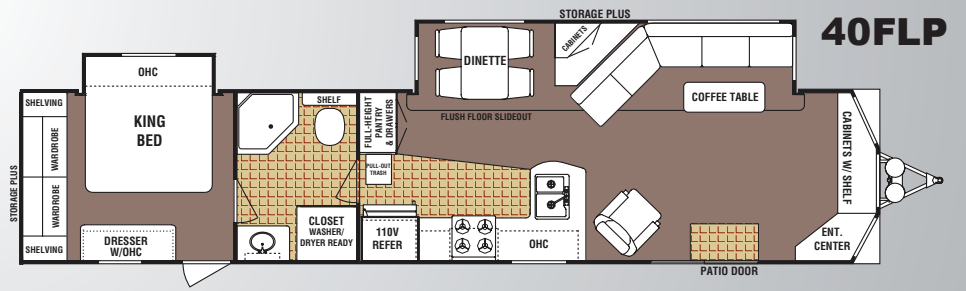 40FLP
STORAGE PLUS
OHC
SHELVING
WARDROBE
WARDROBE
SHELVING
STORAGE PLUS
KING
BED
DRESSER
W/OHC
SHELF
CLOSET
WASHER/
DRYER READY
FULL-HEIGHT
PANTRY
& DRAWERS
PULL-OUT
TRASH
110V
REFER
OHC
DINETTE
CABINETS
FLUSH FLOOR SLIDEOUT
COFFEE TABLE
CABINETS W/ SHELF
ENT.
CENTER
PATIO DOOR